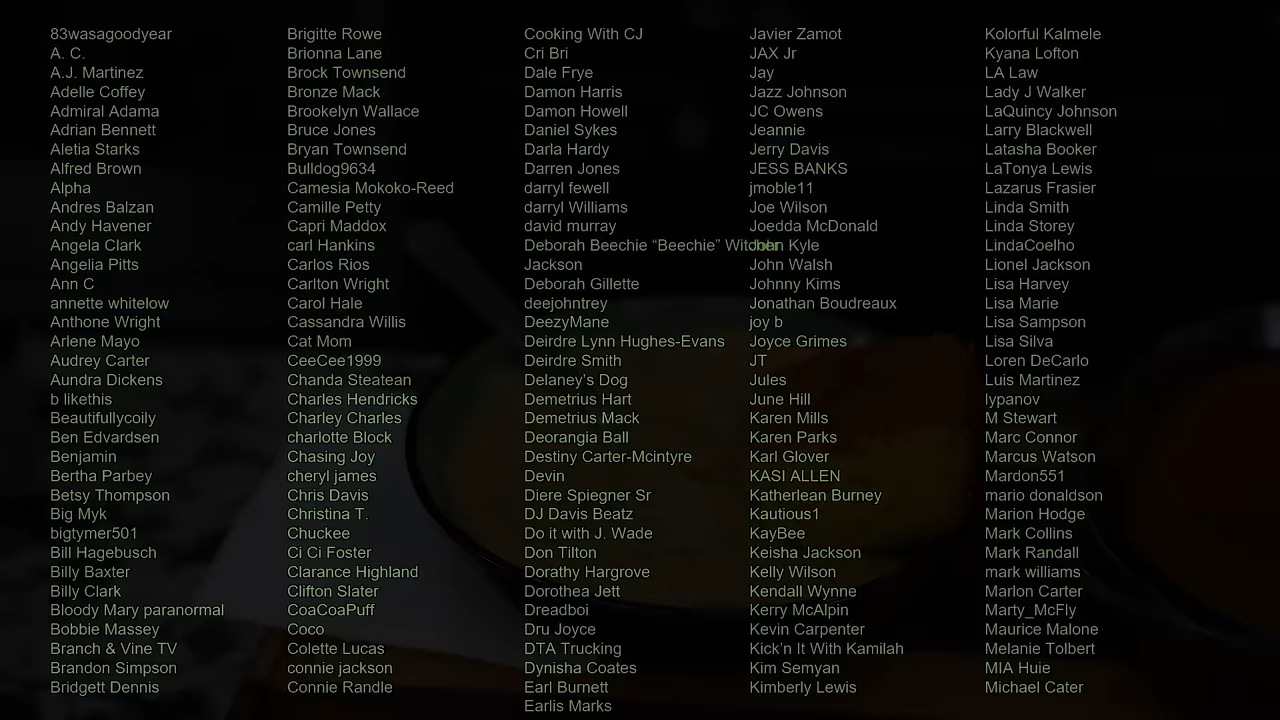 83wasagoodyear
A. C.
A.J. Martinez
Adelle Coffey
Admiral Adama
Adrian Bennett
Aletia Starks
Alfred Brown
Alpha
Andres Balzan
Andy Havener
Angela Clark
Angelia Pitts
Ann C
annette whitelow
Anthone Wright
Arlene Mayo
Audrey Carter
Aundra Dickens
b likethis
Beautifullycoily
Ben Edvardsen
Benjamin
Bertha Parbey
Betsy Thompson
Big Myk
bigtymer501
Bill Hagebusch
Billy Baxter
Billy Clark
Bloody Mary paranormal
Bobbie Massey
Branch & Vine TV
Brandon Simpson
Bridgett Dennis
Brigitte Rowe
Brionna Lane
Brock Townsend
Bronze Mack
Brookelyn Wallace
Bruce Jones
Bryan Townsend
Bulldog9634
Camesia Mokoko-Reed
Camille Petty
Capri Maddox
carl Hankins
Carlos Rios
Carlton Wright
Carol Hale
Cassandra Willis
Cat Mom
CeeCee1999
Chanda Steatean
Charles Hendricks
Charley Charles
charlotte Block
Chasing Joy
cheryl james
Chris Davis
Christina T.
Chuckee
Ci Ci Foster
Clarance Highland
Clifton Slater
CoaCoaPuff
Coco
Colette Lucas
connie jackson
Connie Randle
Cooking With CJ
Cri Bri
Dale Frye
Damon Harris
Damon Howell
Daniel Sykes
Darla Hardy
Darren Jones
darryl fewell
darryl Williams
david murray
Deborah Beechie “Beechie” Witcher
Jackson
Deborah Gillette
deejohntrey
DeezyMane
Deirdre Lynn Hughes-Evans
Deirdre Smith
Delaney’s Dog
Demetrius Hart
Demetrius Mack
Deorangia Ball
Destiny Carter-Mcintyre
Devin
Diere Spiegner Sr
DJ Davis Beatz
Do it with J. Wade
Don Tilton
Dorathy Hargrove
Dorothea Jett
Dreadboi
Dru Joyce
DTA Trucking
Dynisha Coates
Earl Burnett
Earlis Marks
Javier Zamot
JAX Jr
Jay
Jazz Johnson
JC Owens
Jeannie
Jerry Davis
JESS BANKS
jmoble11
Joe Wilson
Joedda McDonald
John Kyle
John Walsh
Johnny Kims
Jonathan Boudreaux
joy b
Joyce Grimes
JT
Jules
June Hill
Karen Mills
Karen Parks
Karl Glover
KASI ALLEN
Katherlean Burney
Kautious1
KayBee
Keisha Jackson
Kelly Wilson
Kendall Wynne
Kerry McAlpin
Kevin Carpenter
Kick’n It With Kamilah
Kim Semyan
Kimberly Lewis
Kolorful Kalmele
Kyana Lofton
LA Law
Lady J Walker
LaQuincy Johnson
Larry Blackwell
Latasha Booker
LaTonya Lewis
Lazarus Frasier
Linda Smith
Linda Storey
LindaCoelho
Lionel Jackson
Lisa Harvey
Lisa Marie
Lisa Sampson
Lisa Silva
Loren DeCarlo
Luis Martinez
lypanov
M Stewart
Marc Connor
Marcus Watson
Mardon551
mario donaldson
Marion Hodge
Mark Collins
Mark Randall
mark williams
Marlon Carter
Marty_McFly
Maurice Malone
Melanie Tolbert
MIA Huie
Michael Cater